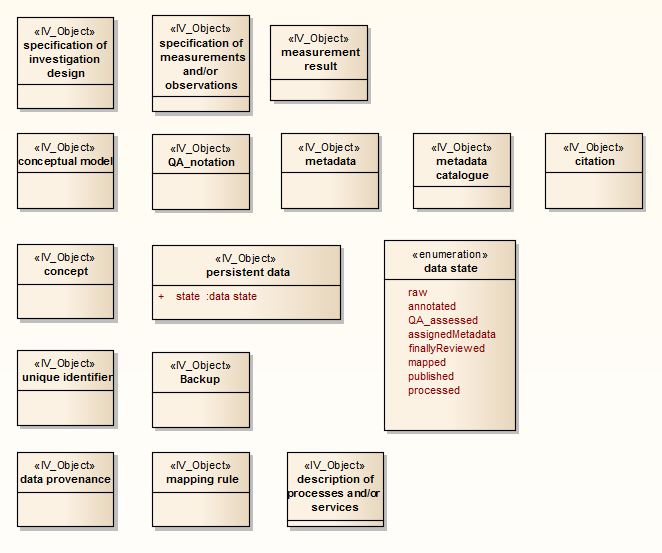 «IV_Object»
specification of
investigation
design
«IV_Object»
specification of
measurements
and/or
observations
«IV_Object»
measurement
result
«IV_Object»
conceptual model
«IV_Object»
QA_notation
«IV_Object»
metadata
«IV_Object»
metadata
catalogue
«IV_Object»
citation
«IV_Object»
concept
«IV_Object»
persistent data
+ state :data state
«enumeration»
data state
raw
annotated
QA_assessed
assignedMetadata
finallyReviewed
mapped
published
processed
«IV_Object»
unique identifier
«IV_Object»
Backup
«IV_Object»
data provenance
«IV_Object»
mapping rule
«IV_Object»
description of
processes and/or
services